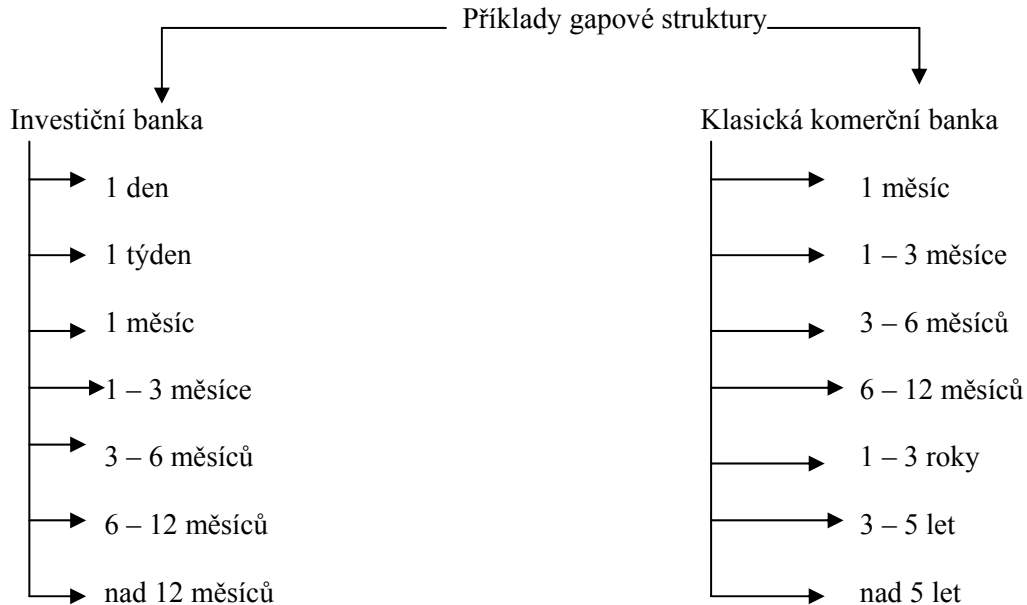 Příklady gapové struktury
Investiční banka
1 den
1 týden
1 měsíc
1 – 3 měsíce
3 – 6 měsíců
6 – 12 měsíců
nad 12 měsíců
Klasická komerční banka
1 měsíc
1 – 3 měsíce
3 – 6 měsíců
6 – 12 měsíců
1 – 3 roky
3 – 5 let
nad 5 let